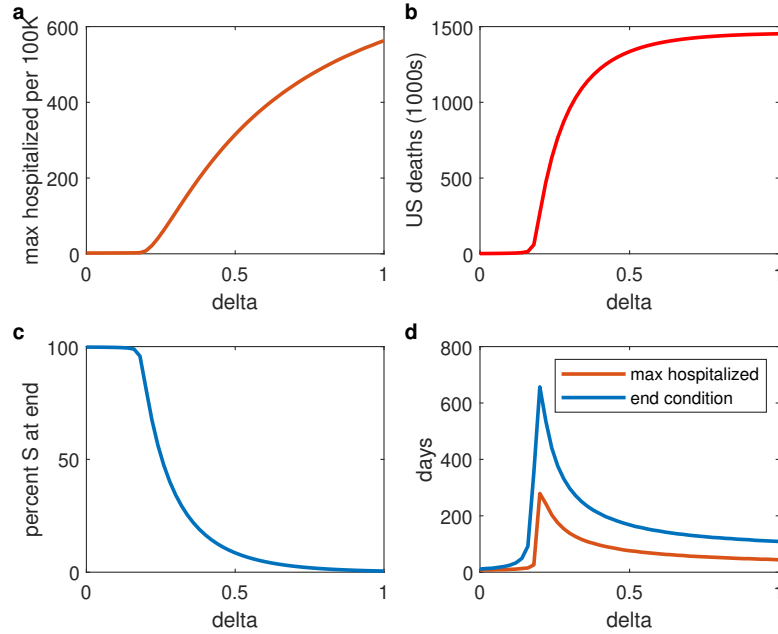 a
max hospitalized per 100K
600
400
200
0
0
0.5
1
delta
b
US deaths (1000s)
1500
1000
500
0
0
0.5
1
delta
c
percent S at end
100
50
0
0
0.5
1
delta
d
days
800
600
400
200
0
0
0.5
1
delta
max hospitalized
end condition